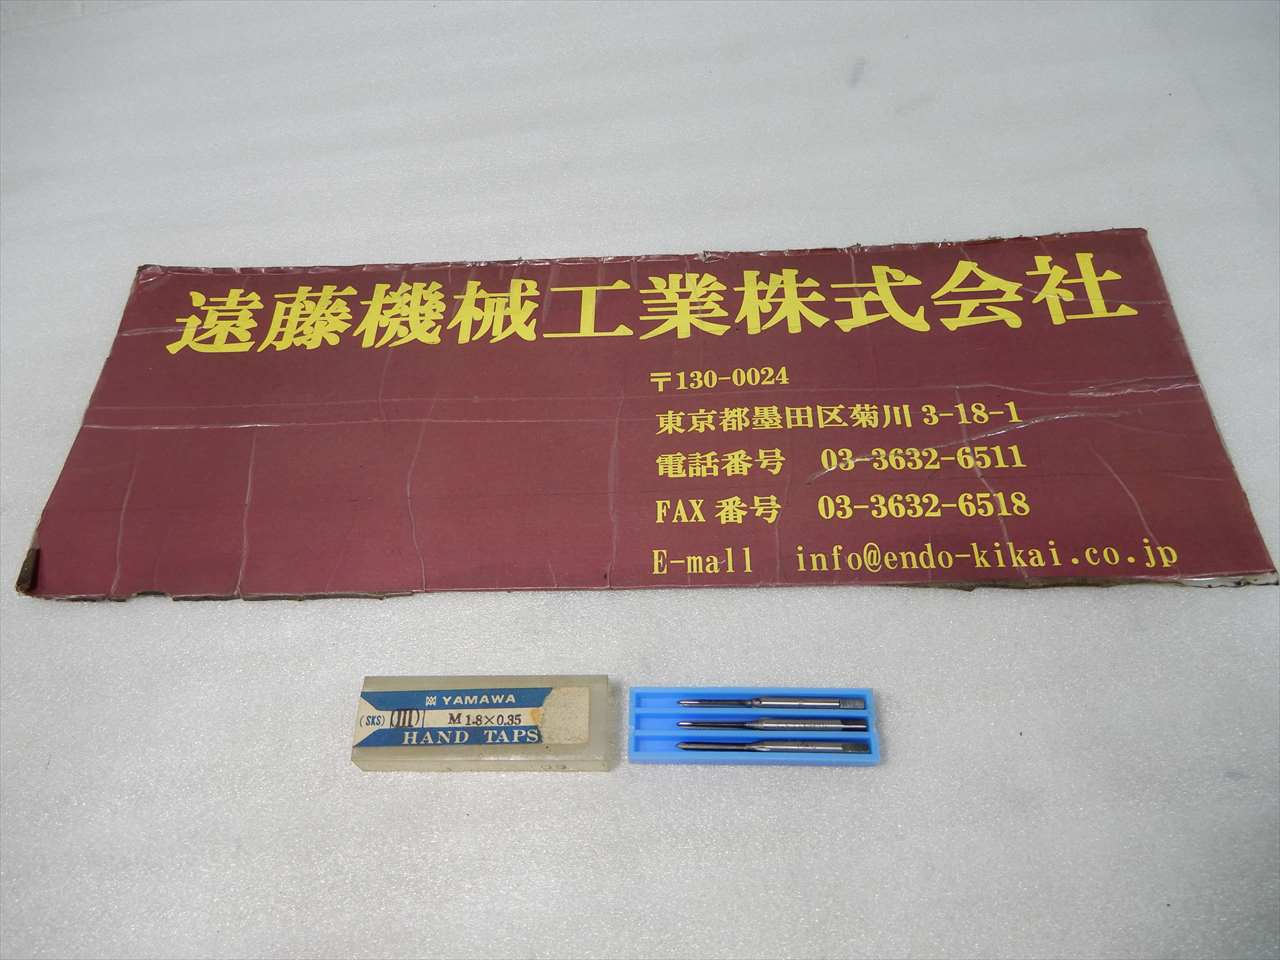 遠藤機械工業株式会社
〒130-0024
東京都墨田区菊川 3-18-1
電話番号 03-3632-6511
FAX 番号 03-3632-6518
E-mall info@endo-kikai.co.jp
YAMAWA
(SKS) M 1.8×0.35
HAND TAPS